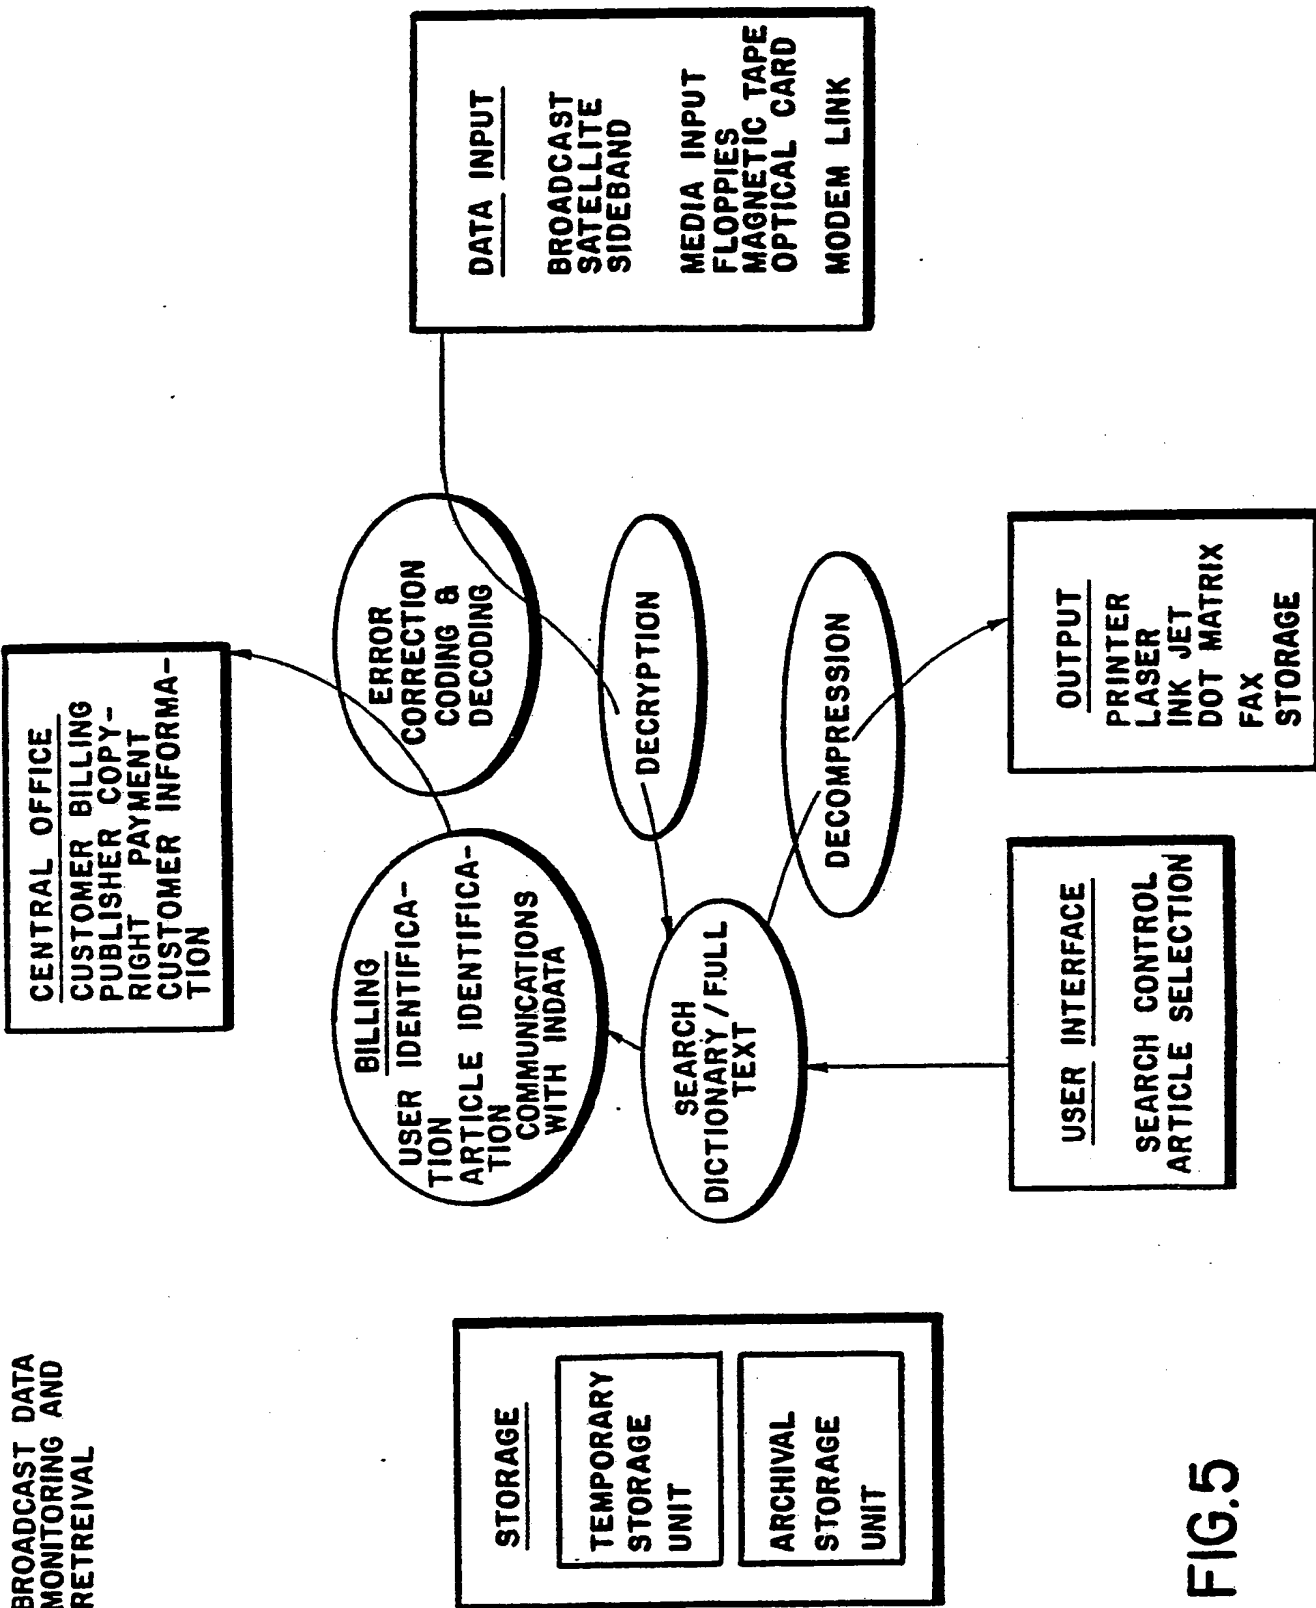 BROADCAST DATA
MONITORING AND
RETREIVAL
CENTRAL OFFICE
CUSTOMER BILLING
PUBLISHER COPY-
RIGHT PAYMENT
CUSTOMER INFORMA-
TION
BILLING
USER IDENTIFICA-
TION
ARTICLE IDENTIFICA-
TION
COMMUNICATIONS
WITH INDATA
ERROR
CORRECTION
CODING &
DECODING
DATA INPUT
BROADCAST
SATELLITE
SIDEBAND
MEDIA INPUT
FLOPPIES
MAGNETIC TAPE
OPTICAL CARD
MODEM LINK
STORAGE
TEMPORARY
STORAGE
UNIT
ARCHIVAL
STORAGE
UNIT
SEARCH
DICTIONARY/FULL
TEXT
DECRYPTION
DECOMPRESSION
USER INTERFACE
SEARCH CONTROL
ARTICLE SELECTION
OUTPUT
PRINTER
LASER
INK JET
DOT MATRIX
FAX
STORAGE
FIG.5